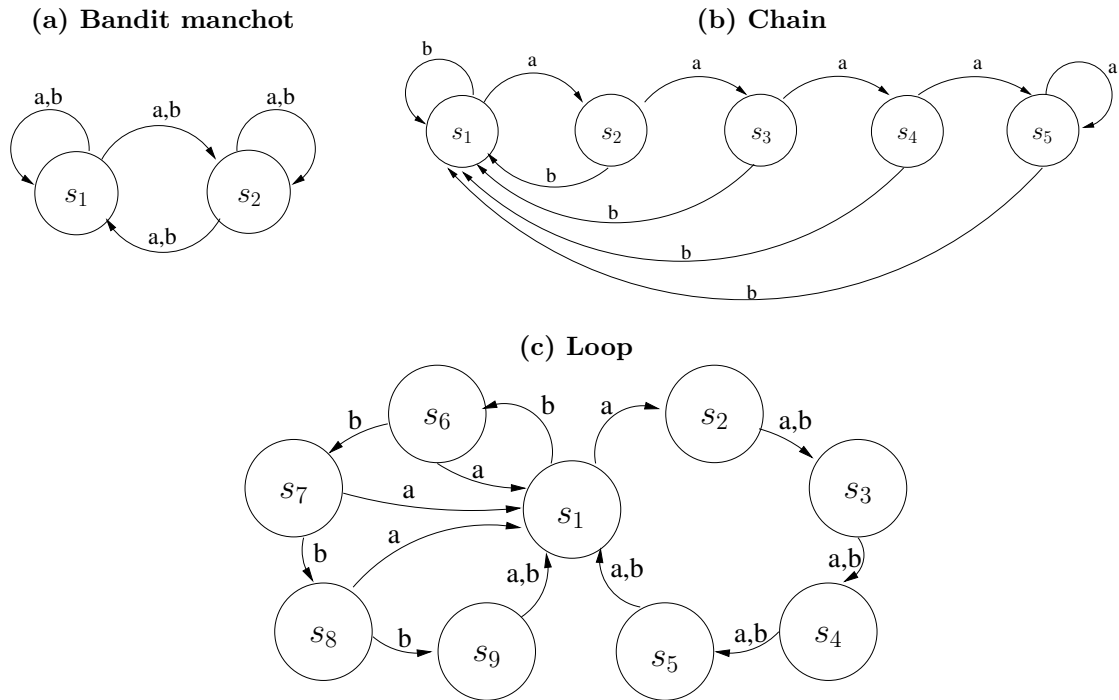 (a) Bandit manchot
a,b
a,b
a,b
s1
s2
a,b
(b) Chain
b
a
a
a
a
a
s1
s2
s3
s4
s5
b
b
b
b
(c) Loop
s6
b
a
s2
b
a,b
a
s7
a
s1
s3
b
a
a,b
a,b
a,b
s8
b
s9
s5
a,b
s4